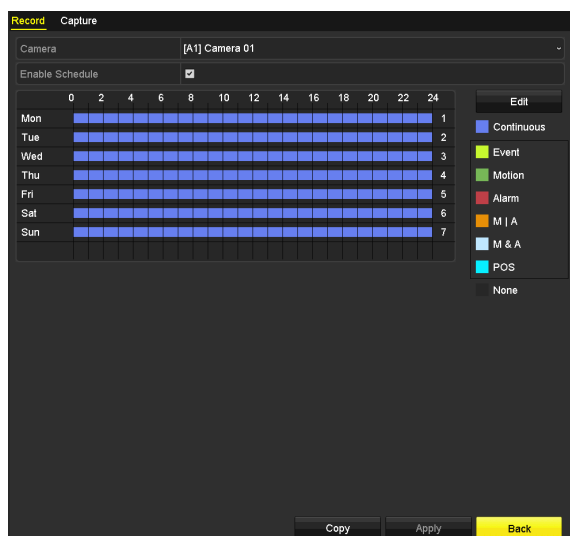 Record Capture
Camera [A1] Camera 01
Enable Schedule
0 2 4 6 8 10 12 14 16 18 20 22 24
Edit
Mon 1
Continuous
Tue 2
Wed 3
Event
Thu 4
Motion
Fri 5
Alarm
Sat 6
M | A
Sun 7
M & A
POS
None
Copy Apply Back